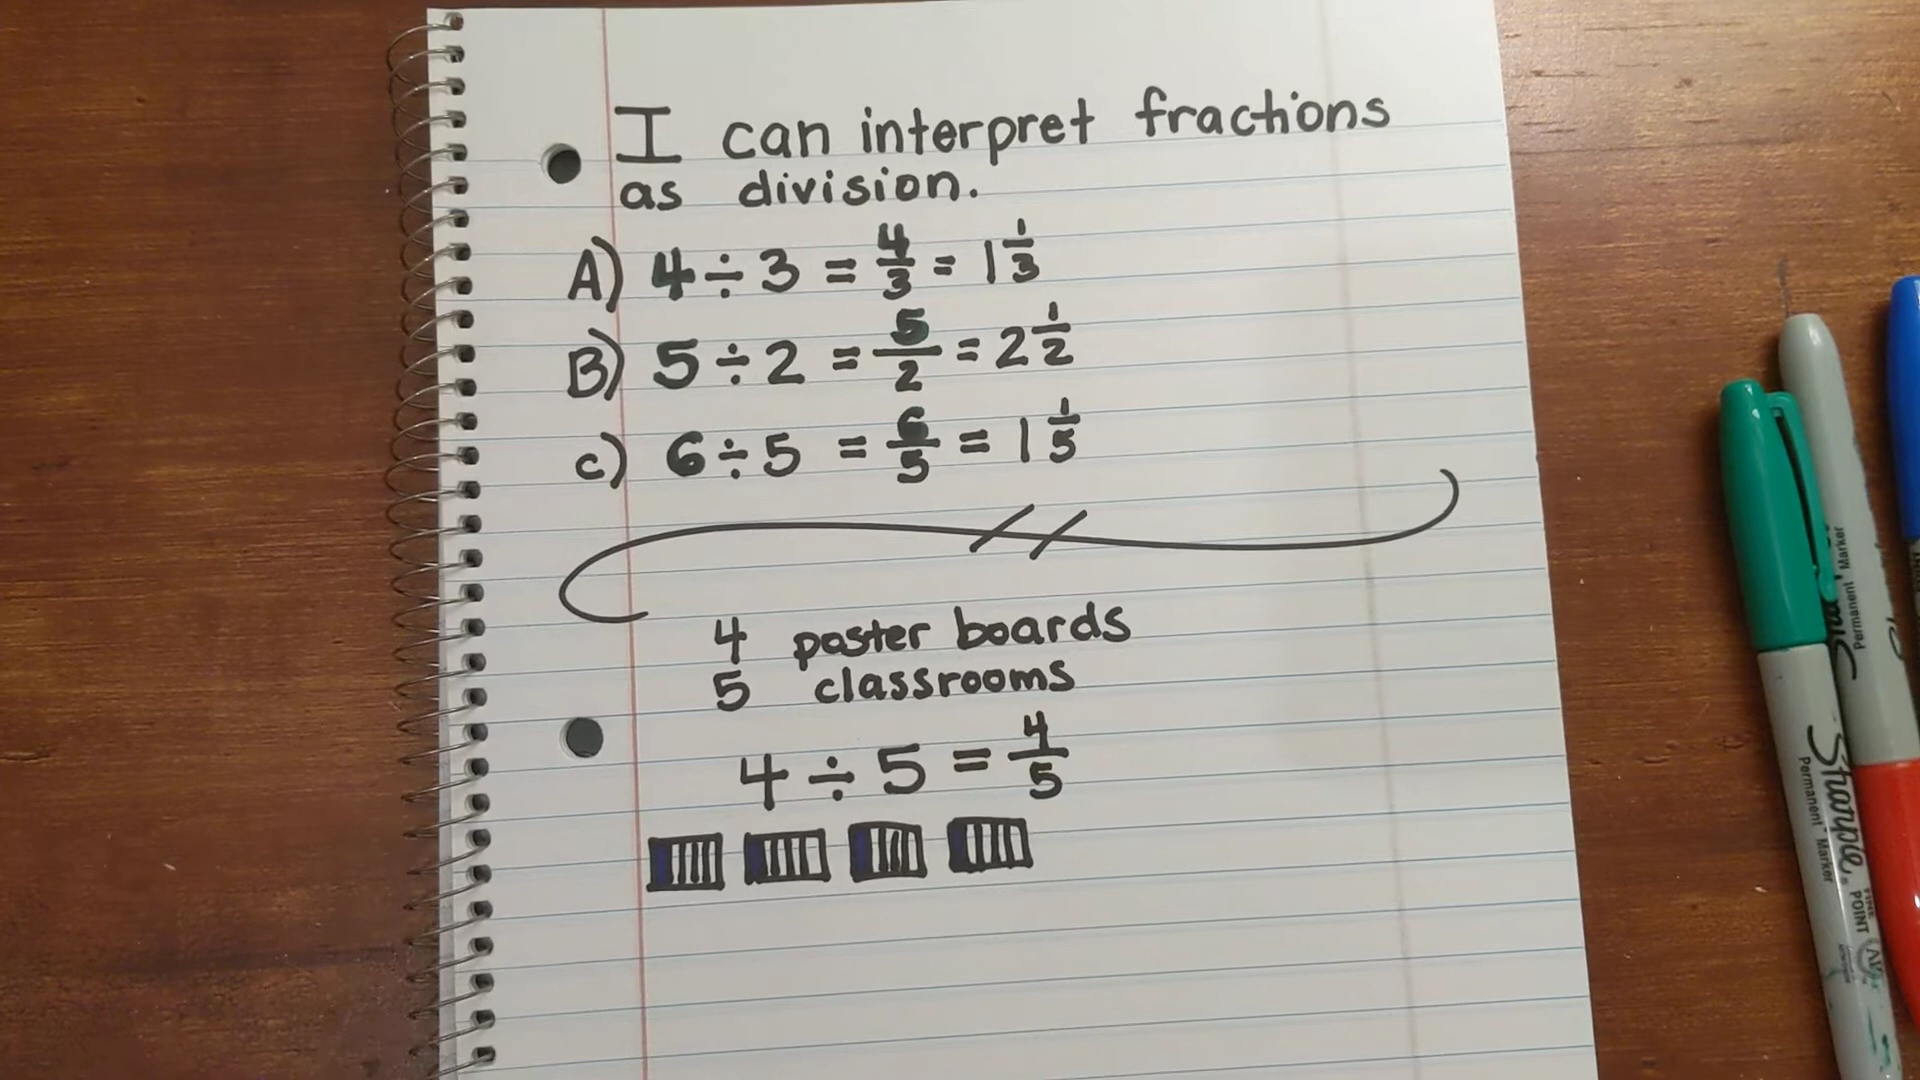 I can interpret fractions
as division.
A) 4 ÷ 3 = 4/3 = 1 1/3
B) 5 ÷ 2 = 5/2 = 2 1/2
c) 6 ÷ 5 = 6/5 = 1 1/5
4 poster boards
5 classrooms
4 ÷ 5 = 4/5
Sharpie
FINE POINT
Permanent Marker
Permanent Marker